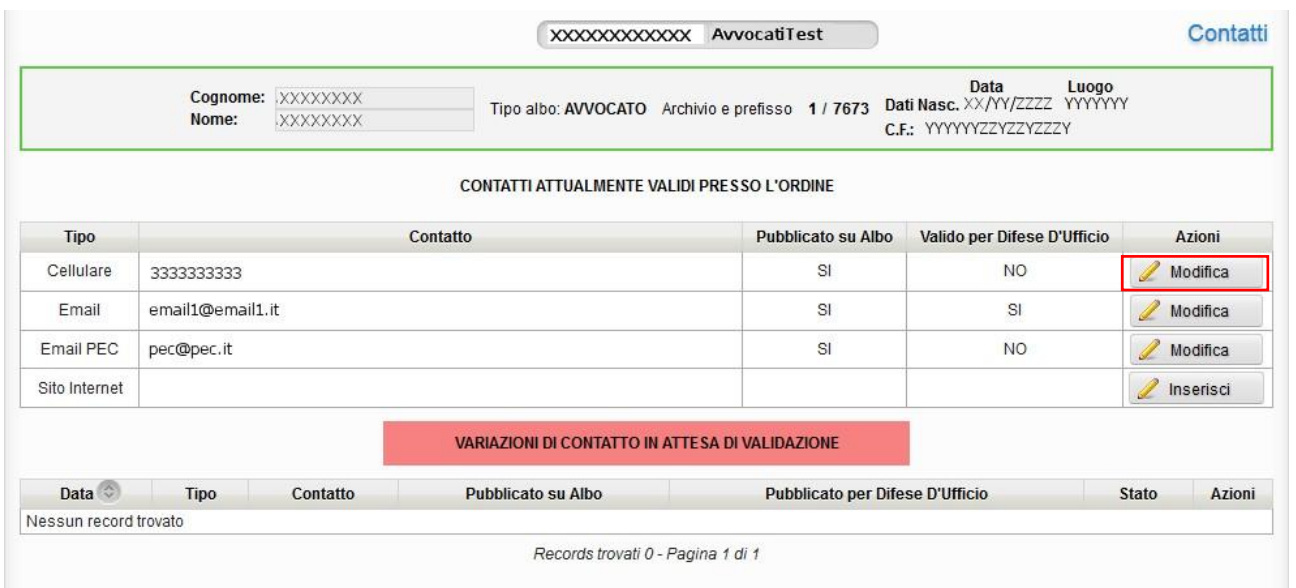 XXXXXXXXXXXX AvvocatiTest
Contatti
Cognome: .XXXXXXXX
Nome: .XXXXXXXX
Tipo albo: AVVOCATO Archivio e prefisso 1 / 7673
Data Luogo
Dati Nasc. XX/YY/ZZZZ YYYYYYY
C.F.: YYYYYYZZYZZYZZZY
CONTATTI ATTUALMENTE VALIDI PRESSO L'ORDINE
Tipo Contatto Pubblicato su Albo Valido per Difese D'Ufficio Azioni
Cellulare 3333333333 SI NO Modifica
Email email1@email1.it SI SI Modifica
Email PEC pec@pec.it SI NO Modifica
Sito Internet Inserisci
VARIAZIONI DI CONTATTO IN ATTESA DI VALIDAZIONE
Data Tipo Contatto Pubblicato su Albo Pubblicato per Difese D'Ufficio Stato Azioni
Nessun record trovato
Records trovati 0 - Pagina 1 di 1